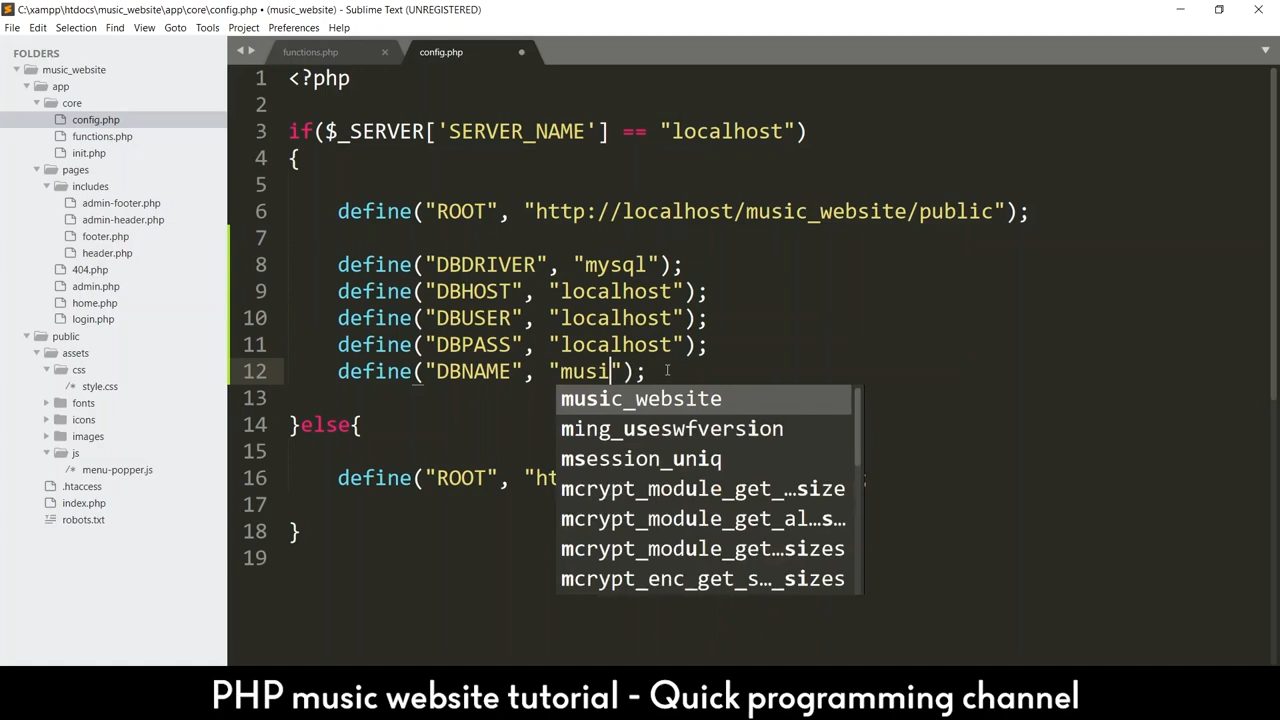 C:\xampp\htdocs\music_website\app\core\config.php • (music_website) - Sublime Text (UNREGISTERED)
File Edit Selection Find View Goto Tools Project Preferences Help
FOLDERS
music_website
app
core
config.php
functions.php
init.php
pages
includes
admin-footer.php
admin-header.php
footer.php
header.php
404.php
admin.php
home.php
login.php
public
assets
css
/* style.css
fonts
icons
images
js
/* menu-popper.js
.htaccess
index.php
robots.txt
functions.php × config.php
1 <?php
2
3 if($_SERVER['SERVER_NAME'] == "localhost")
4 {
5
6 define("ROOT", "http://localhost/music_website/public");
7
8 define("DBDRIVER", "mysql");
9 define("DBHOST", "localhost");
10 define("DBUSER", "localhost");
11 define("DBPASS", "localhost");
12 define("DBNAME", "musi");
13
14 }else{
15
16 define("ROOT", "ht ;
17
18 }
19
music_website
ming_useswfversion
msession_uniq
mcrypt_module_get_…size
mcrypt_module_get_al…s…
mcrypt_module_get…sizes
mcrypt_enc_get_s…_sizes
PHP music website tutorial - Quick programming channel